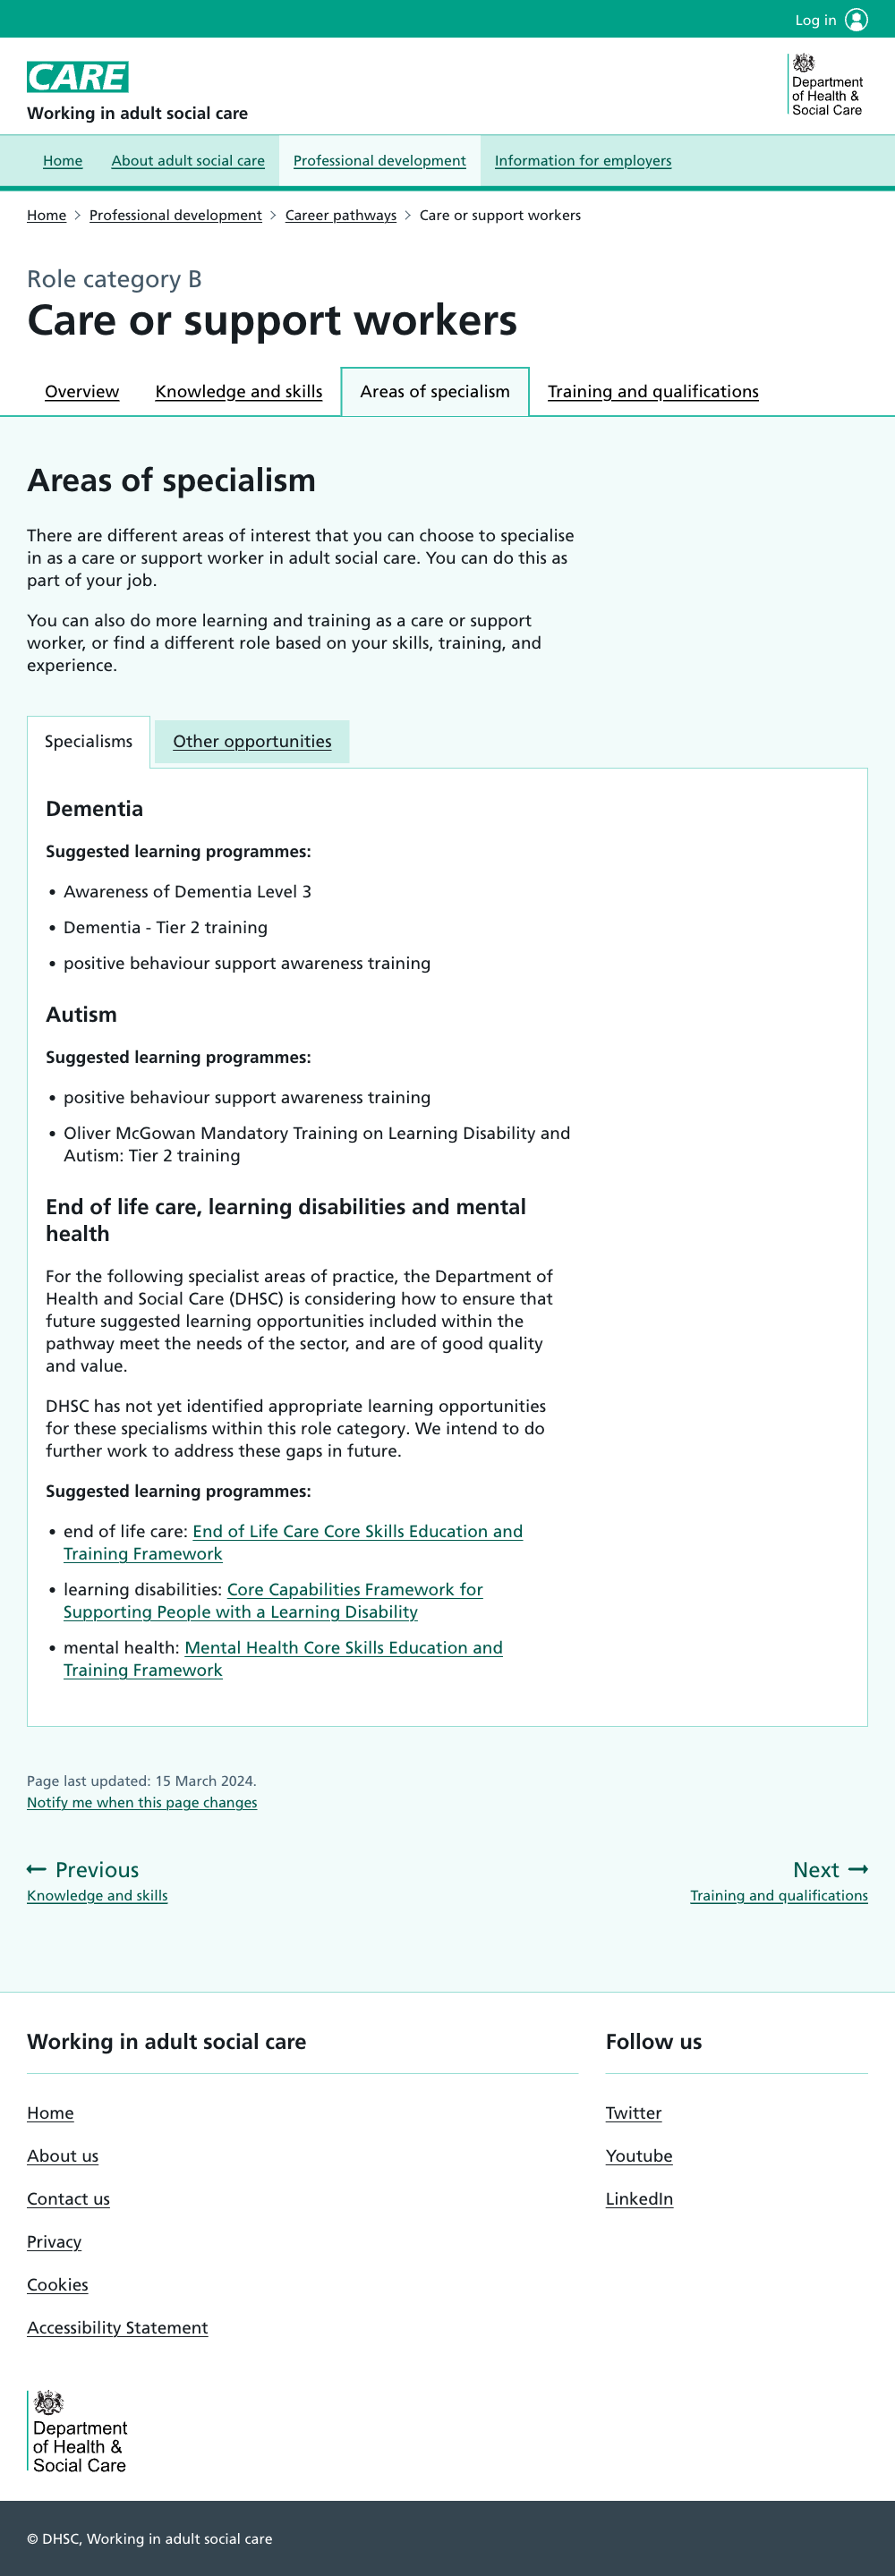 Log in
CARE
Working in adult social care
Department
of Health &
Social Care
Home
About adult social care
Professional development
Information for employers
Home
Professional development
Career pathways
Care or support workers
Role category B
Care or support workers
Overview
Knowledge and skills
Areas of specialism
Training and qualifications
Areas of specialism
There are different areas of interest that you can choose to specialise
in as a care or support worker in adult social care. You can do this as
part of your job.
You can also do more learning and training as a care or support
worker, or find a different role based on your skills, training, and
experience.
Specialisms
Other opportunities
Dementia
Suggested learning programmes:
• Awareness of Dementia Level 3
• Dementia - Tier 2 training
• positive behaviour support awareness training
Autism
Suggested learning programmes:
• positive behaviour support awareness training
• Oliver McGowan Mandatory Training on Learning Disability and
Autism: Tier 2 training
End of life care, learning disabilities and mental
health
For the following specialist areas of practice, the Department of
Health and Social Care (DHSC) is considering how to ensure that
future suggested learning opportunities included within the
pathway meet the needs of the sector, and are of good quality
and value.
DHSC has not yet identified appropriate learning opportunities
for these specialisms within this role category. We intend to do
further work to address these gaps in future.
Suggested learning programmes:
• end of life care: End of Life Care Core Skills Education and
Training Framework
• learning disabilities: Core Capabilities Framework for
Supporting People with a Learning Disability
• mental health: Mental Health Core Skills Education and
Training Framework
Page last updated: 15 March 2024.
Notify me when this page changes
Previous
Knowledge and skills
Next
Training and qualifications
Working in adult social care
Home
About us
Contact us
Privacy
Cookies
Accessibility Statement
Follow us
Twitter
Youtube
LinkedIn
Department
of Health &
Social Care
© DHSC, Working in adult social care